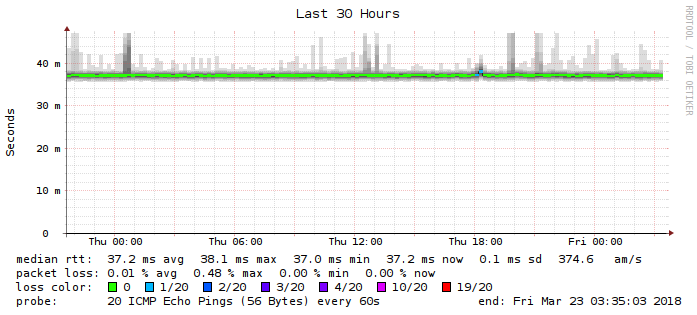 Last 30 Hours
RRDTOOL / TOBI OETIKER
Seconds
40 m
30 m
20 m
10 m
0
Thu 00:00 Thu 06:00 Thu 12:00 Thu 18:00 Fri 00:00
median rtt: 37.2 ms avg 38.1 ms max 37.0 ms min 37.2 ms now 0.1 ms sd 374.6 am/s
packet loss: 0.01 % avg 0.48 % max 0.00 % min 0.00 % now
loss color: 0 1/20 2/20 3/20 4/20 10/20 19/20
probe: 20 ICMP Echo Pings (56 Bytes) every 60s end: Fri Mar 23 03:35:03 2018